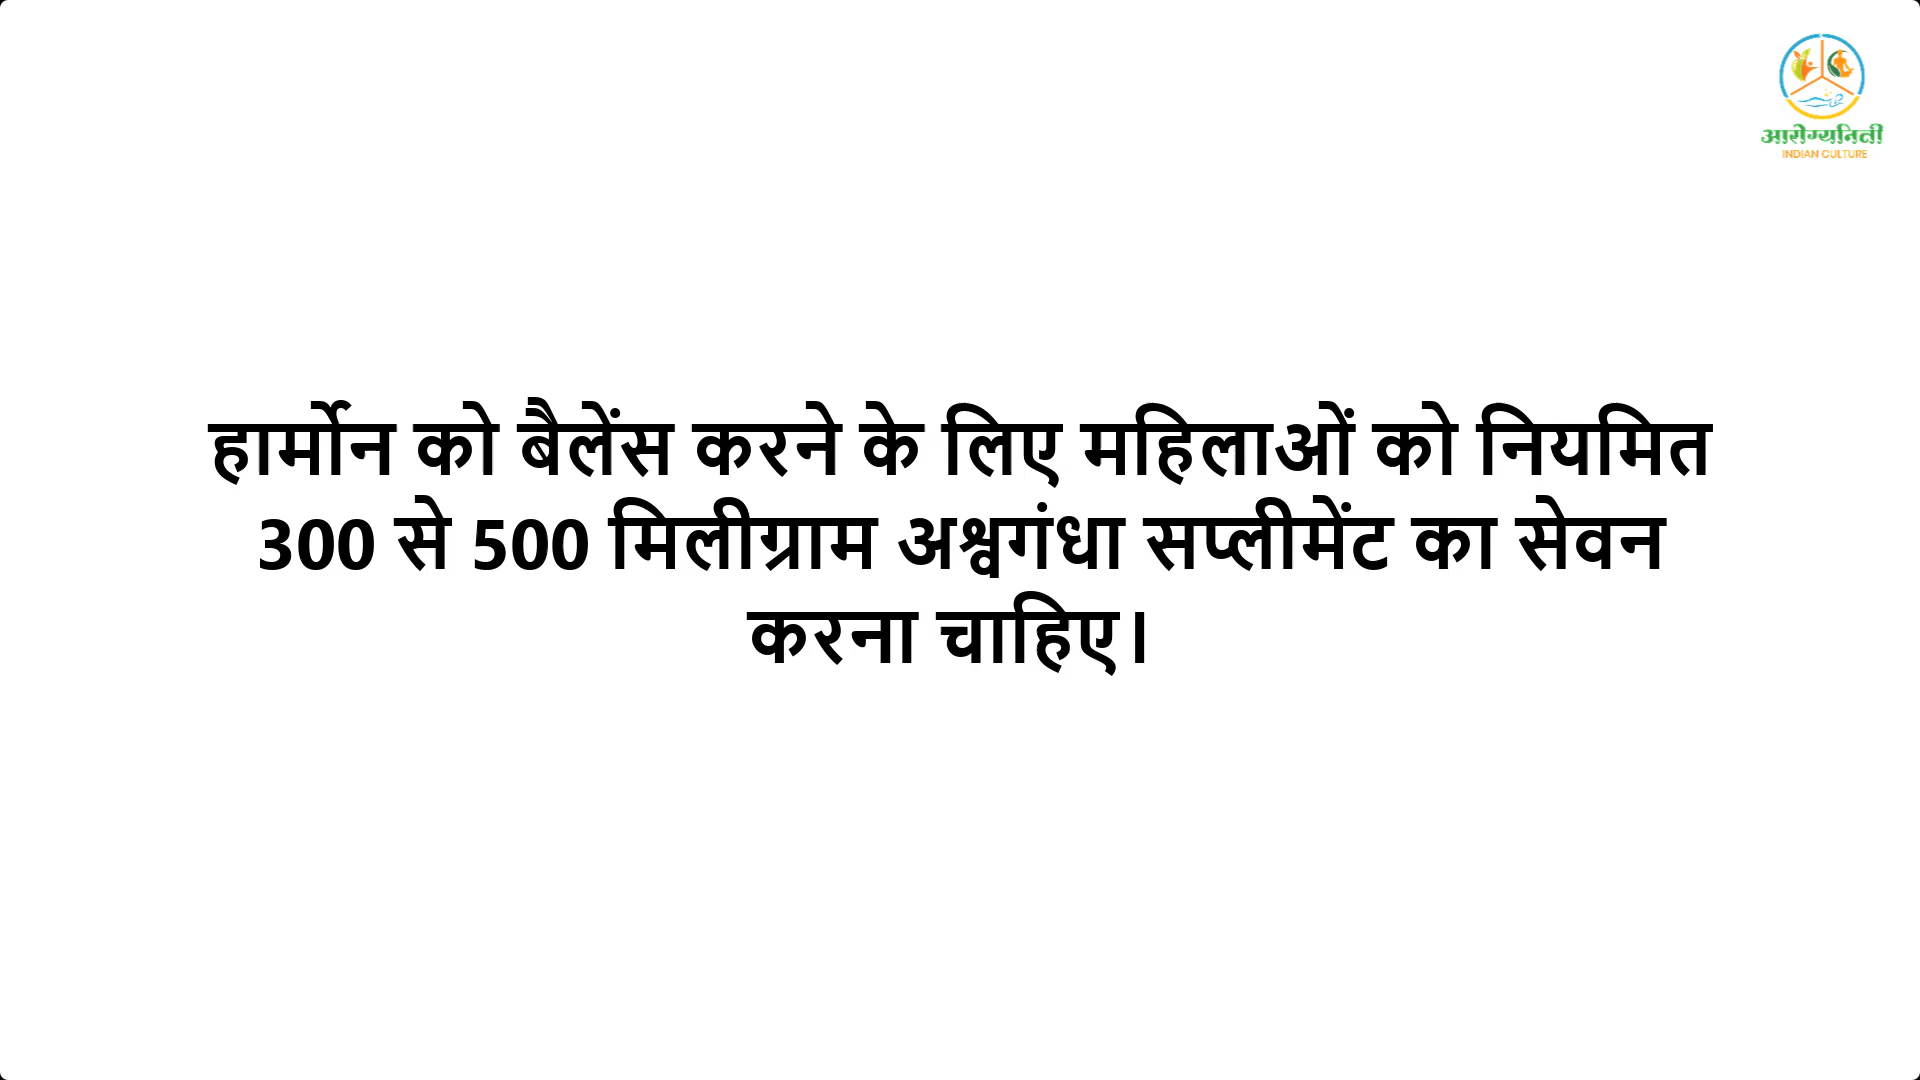 आरोग्यनिती
INDIAN CULTURE
हार्मोन को बैलेंस करने के लिए महिलाओं को नियमित
300 से 500 मिलीग्राम अश्वगंधा सप्लीमेंट का सेवन
करना चाहिए।